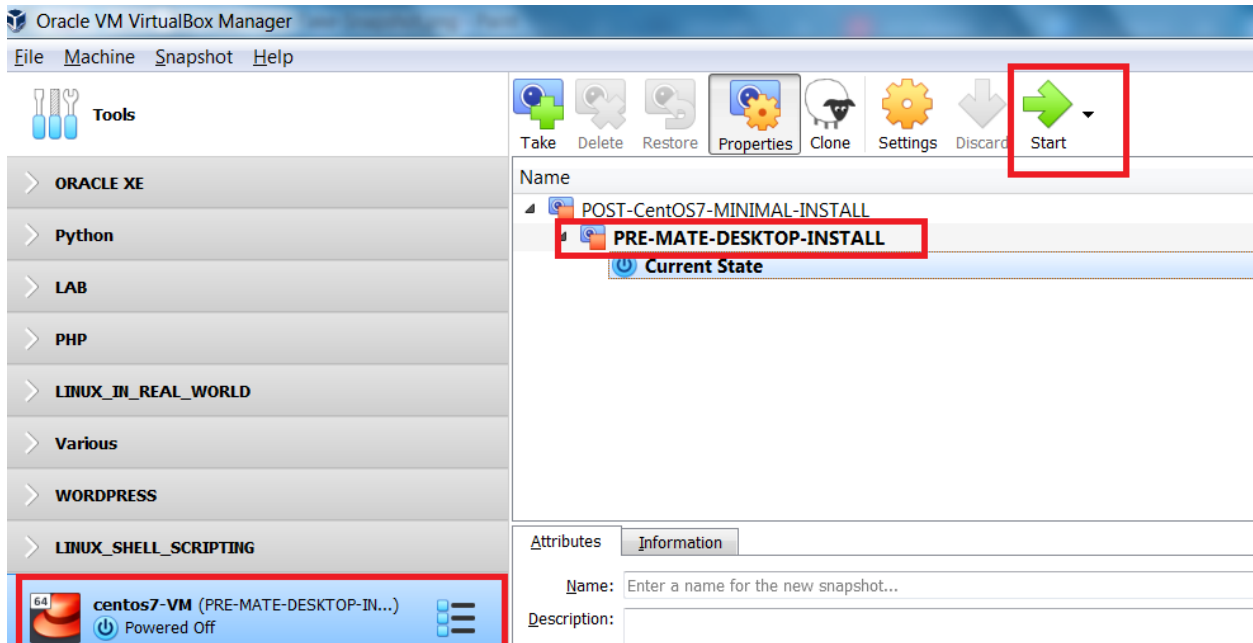 Oracle VM VirtualBox Manager
File Machine Snapshot Help
Tools
Take Delete Restore Properties Clone Settings Discard Start
ORACLE XE
Python
LAB
PHP
LINUX_IN_REAL_WORLD
Various
WORDPRESS
LINUX_SHELL_SCRIPTING
64
centos7-VM (PRE-MATE-DESKTOP-IN...)
Powered Off
Name
POST-CentOS7-MINIMAL-INSTALL
PRE-MATE-DESKTOP-INSTALL
Current State
Attributes Information
Name: Enter a name for the new snapshot...
Description: